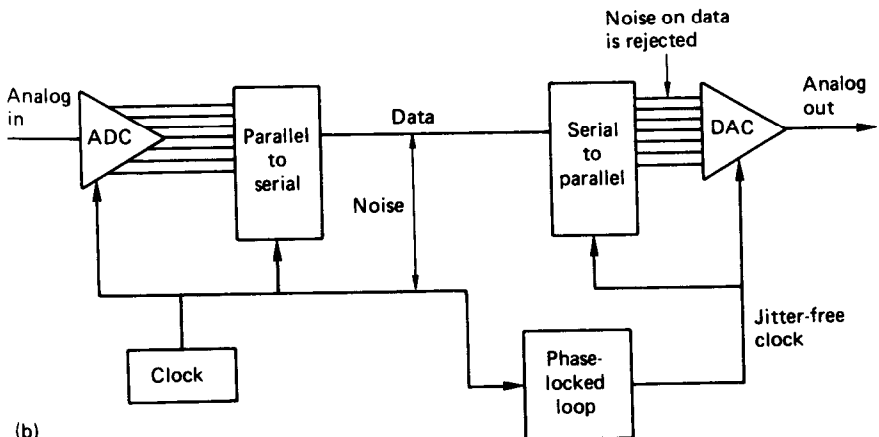 Noise on data
is rejected
Analog
in
ADC
Parallel
to
serial
Data
Noise
Serial
to
parallel
DAC
Analog
out
Clock
Phase-
locked
loop
Jitter-free
clock
(b)